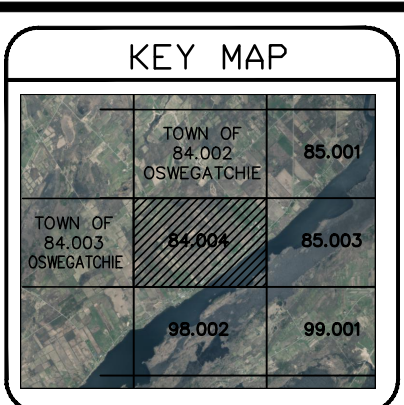 KEY MAP
TOWN OF
84.002
OSWEGATCHIE
85.001
TOWN OF
84.003
OSWEGATCHIE
84.004
85.003
98.002
99.001